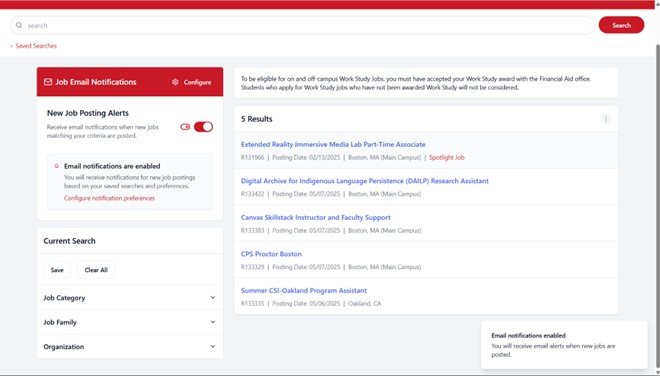 search
Search
Saved Searches
Job Email Notifications
Configure
New Job Posting Alerts
Receive email notifications when new jobs
matching your criteria are posted.
Email notifications are enabled
You will receive notifications for new job postings
based on your saved searches and preferences.
Configure notification preferences
Current Search
Save
Clear All
Job Category
Job Family
Organization
To be eligible for on and off-campus Work Study Jobs, you must have accepted your Work Study award with the Financial Aid office.
Students who apply for Work Study jobs who have not been awarded Work Study will not be considered.
5 Results
Extended Reality Immersive Media Lab Part-Time Associate
R131966 | Posting Date: 02/13/2025 | Boston, MA (Main Campus) | Spotlight Job
Digital Archive for Indigenous Language Persistence (DAILP) Research Assistant
R133422 | Posting Date: 05/07/2025 | Boston, MA (Main Campus)
Canvas Skillstack Instructor and Faculty Support
R133383 | Posting Date: 05/07/2025 | Boston, MA (Main Campus)
CPS Proctor Boston
R133329 | Posting Date: 05/07/2025 | Boston, MA (Main Campus)
Summer CSI-Oakland Program Assistant
R133335 | Posting Date: 05/06/2025 | Oakland, CA
Email notifications enabled
You will receive email alerts when new jobs are
posted.